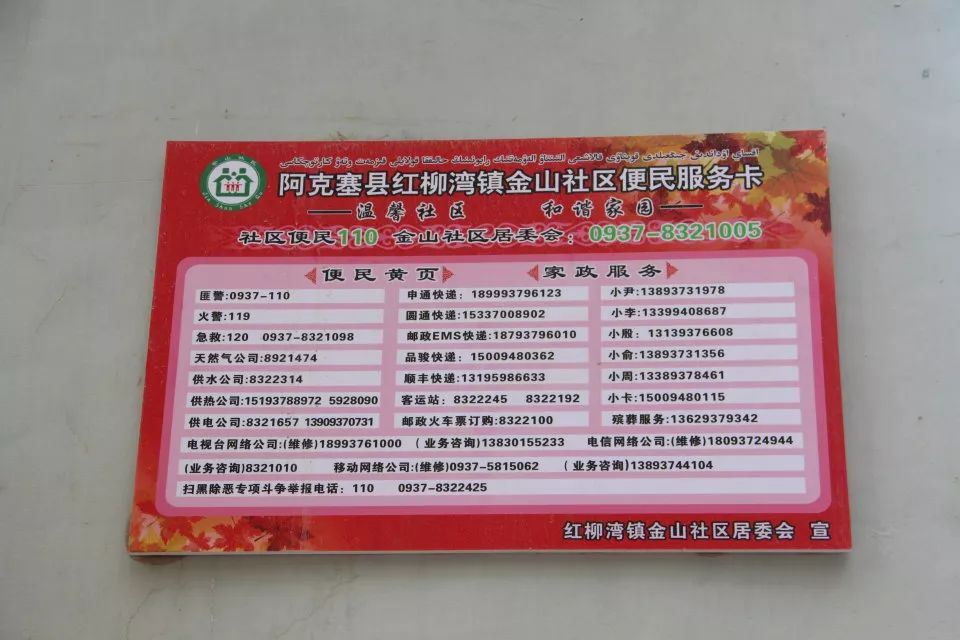 阿克塞县红柳湾镇金山社区便民服务卡
温馨社区 和谐家园
社区便民110 金山社区居委会：0937-8321005
便民黄页 家政服务
匪警:0937-110 申通快递：189993796123 小尹:13893731978
火警:119 圆通快递:15337008902 小李:13399408687
急救:120 0937-8321098 邮政EMS快递:18793796010 小殷：13139376608
天然气公司:8921474 品骏快递：15009480362 小俞:13893731356
供水公司:8322314 顺丰快递:13195986633 小周:13389378461
供热公司:15193788972 5928090 客运站：8322245 8322192 小卡:15009480115
供电公司:8321657 13909370731 邮政火车票订购:8322100 殡葬服务:13629379342
电视台网络公司:(维修)18993761000 （业务咨询)13830155233 电信网络公司:(维修)18093724944
(业务咨询)8321010 移动网络公司:(维修)0937-5815062 （业务咨询)13893744104
扫黑除恶专项斗争举报电话：110 0937-8322425
红柳湾镇金山社区居委会 宣